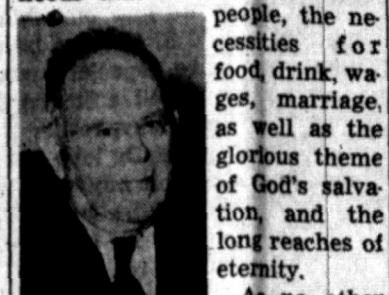 people, the ne-
cessities for
food, drink, wa-
ges, marriage,
as well as the
glorious theme
of God's salva-
tion, and the
long reaches of
eternity.